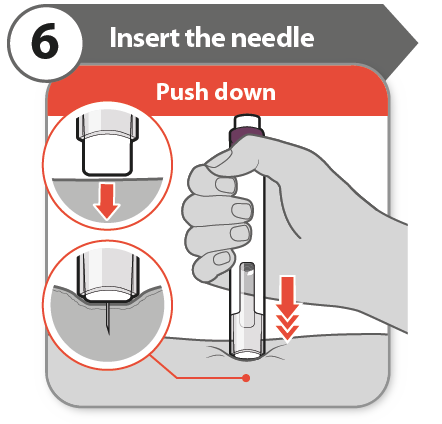 6
Insert the needle
Push down